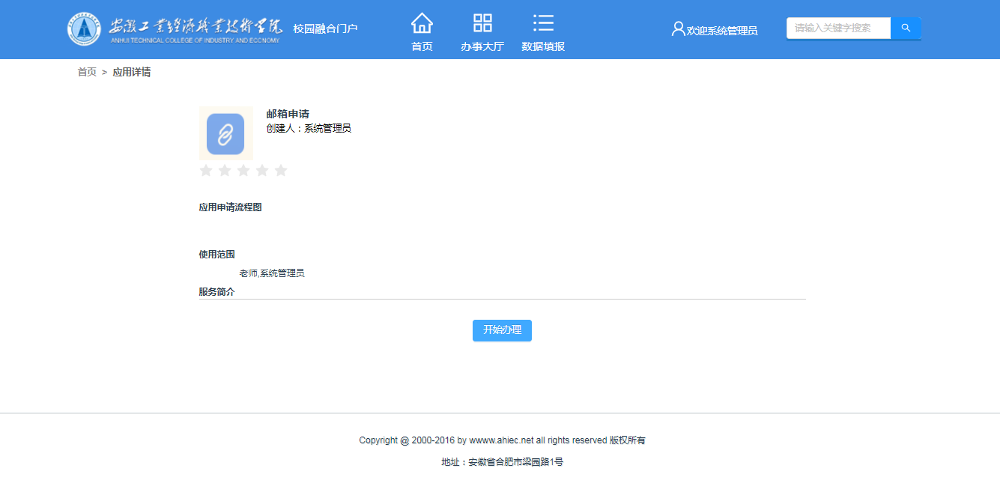 安徽工业经济职业技术学院
ANHUI TECHNICAL COLLEGE OF INDUSTRY AND ECCNOMY
校园融合门户
首页
办事大厅
数据填报
欢迎系统管理员
请输入关键字搜索
首页 > 应用详情
邮箱申请
创建人：系统管理员
应用申请流程图
使用范围
老师,系统管理员
服务简介
开始办理
Copyright @ 2000-2016 by wwww.ahiec.net all rights reserved 版权所有
地址：安徽省合肥市梁园路1号